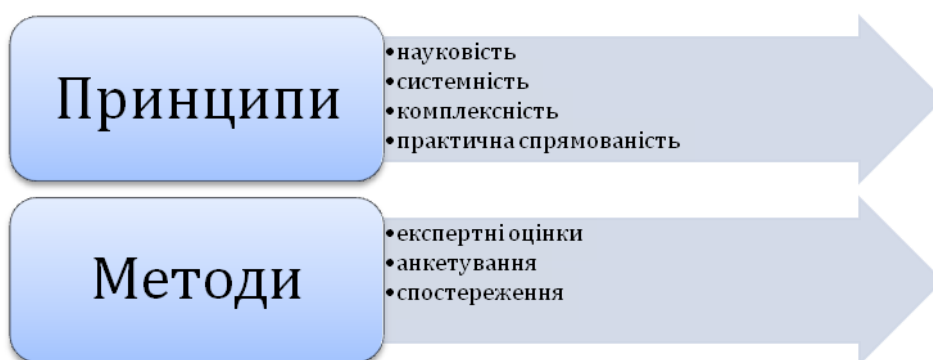 Принципи
•науковість
•системність
•комплексність
•практична спрямованість
Методи
•експертні оцінки
•анкетування
•спостереження